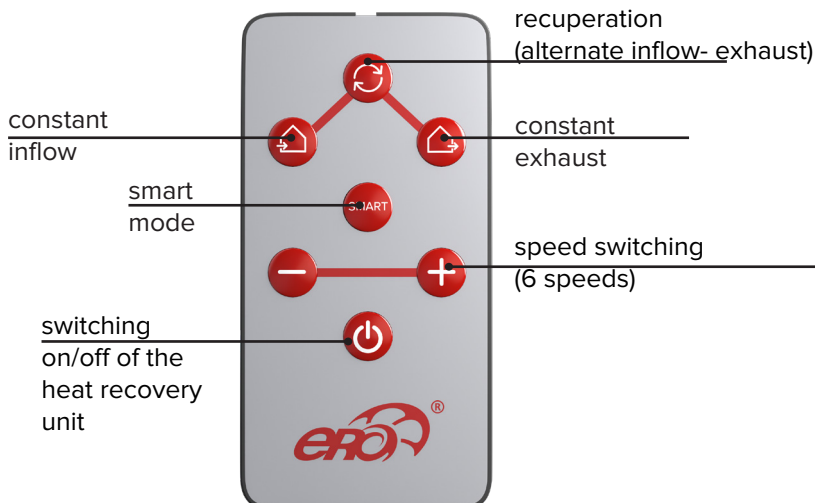 recuperation
(alternate inflow- exhaust)
constant
inflow
constant
exhaust
smart
mode
SMART
speed switching
(6 speeds)
switching
on/off of the
heat recovery
unit
ero®